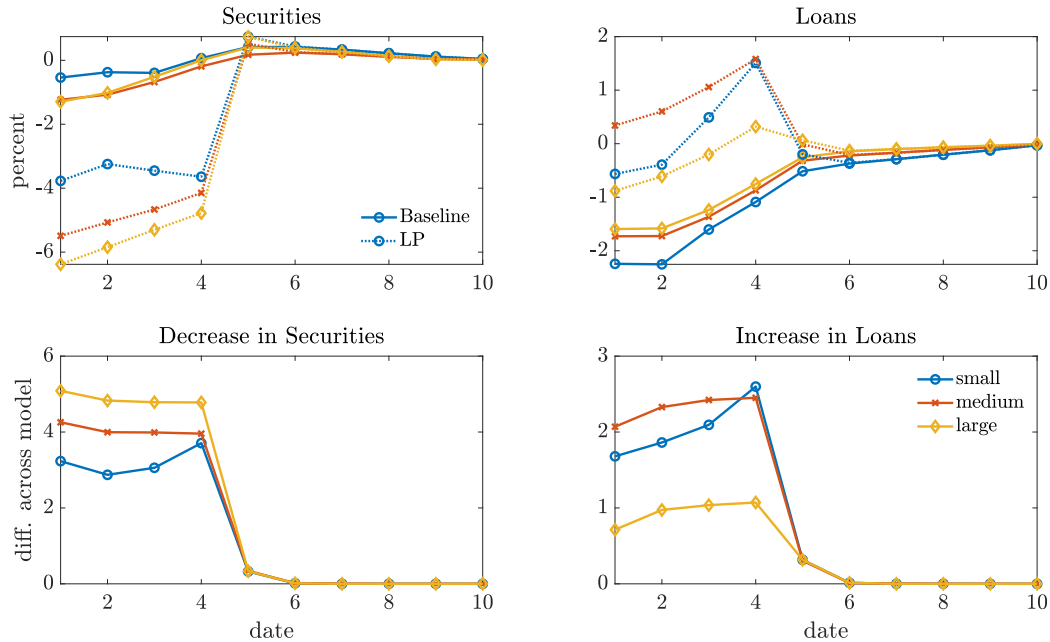 Securities
0
-2
-4
-6
percent
Baseline
LP
2
4
6
8
10
Loans
2
1
0
-1
-2
2
4
6
8
10
Decrease in Securities
6
4
2
0
diff. across model
2
4
6
8
10
date
Increase in Loans
3
2
1
0
small
medium
large
2
4
6
8
10
date